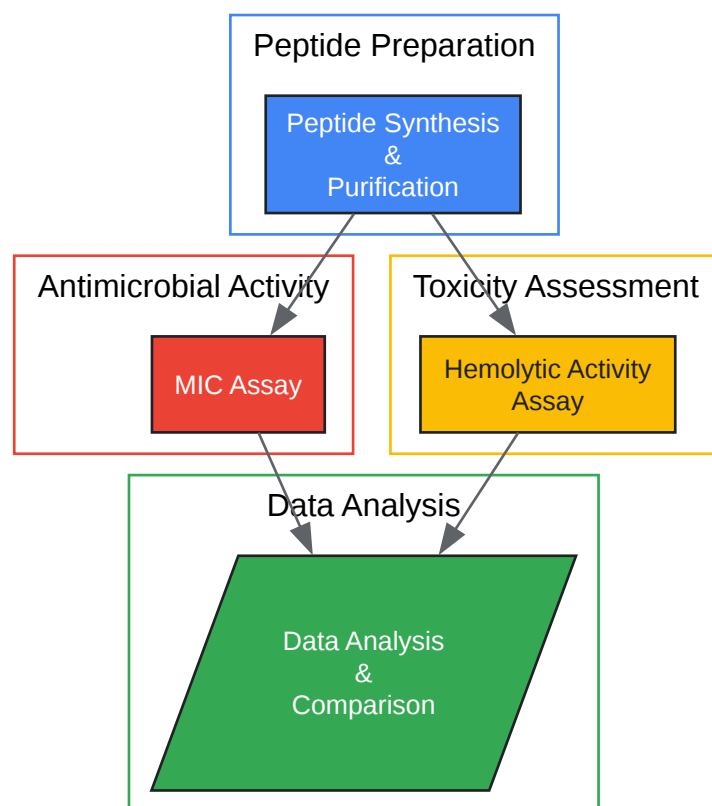 Peptide Preparation
Peptide Synthesis
&
Purification
Antimicrobial Activity
MIC Assay
Toxicity Assessment
Hemolytic Activity
Assay
Data Analysis
Data Analysis
&
Comparison